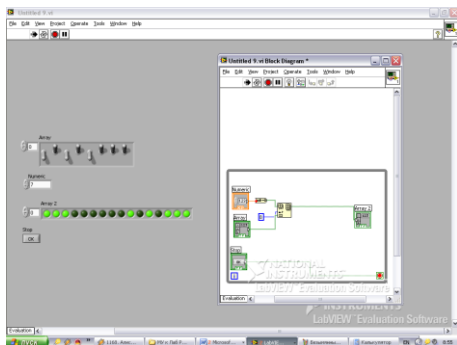 Untitled 9.vi
File Edit View Project Operate Tools Window Help
Array
0
Numeric
7
Array 2
0
Stop
OK
Evaluation
Untitled 9.vi Block Diagram *
File Edit View Project Operate Tools Window Help
Numeric
Array
Array 2
Stop
i
NATIONAL
INSTRUMENTS
LabVIEW Evaluation Software
Evaluation
INSTRUMENTS
LabVIEW Evaluation Software
EN